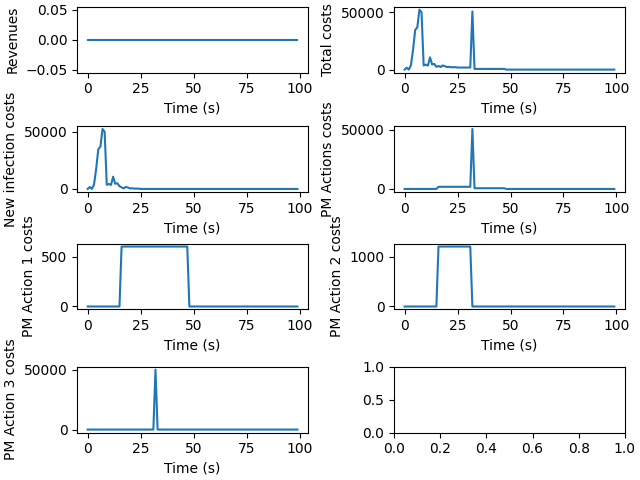 Revenues
0.05
0.00
−0.05
0 25 50 75 100
Time (s)
Total costs
50000
0
0 25 50 75 100
Time (s)
New infection costs
50000
0
0 25 50 75 100
Time (s)
PM Actions costs
50000
0
0 25 50 75 100
Time (s)
PM Action 1 costs
500
0
0 25 50 75 100
Time (s)
PM Action 2 costs
1000
0
0 25 50 75 100
Time (s)
PM Action 3 costs
50000
0
0 25 50 75 100
Time (s)
1.0
0.5
0.0
0.0 0.2 0.4 0.6 0.8 1.0